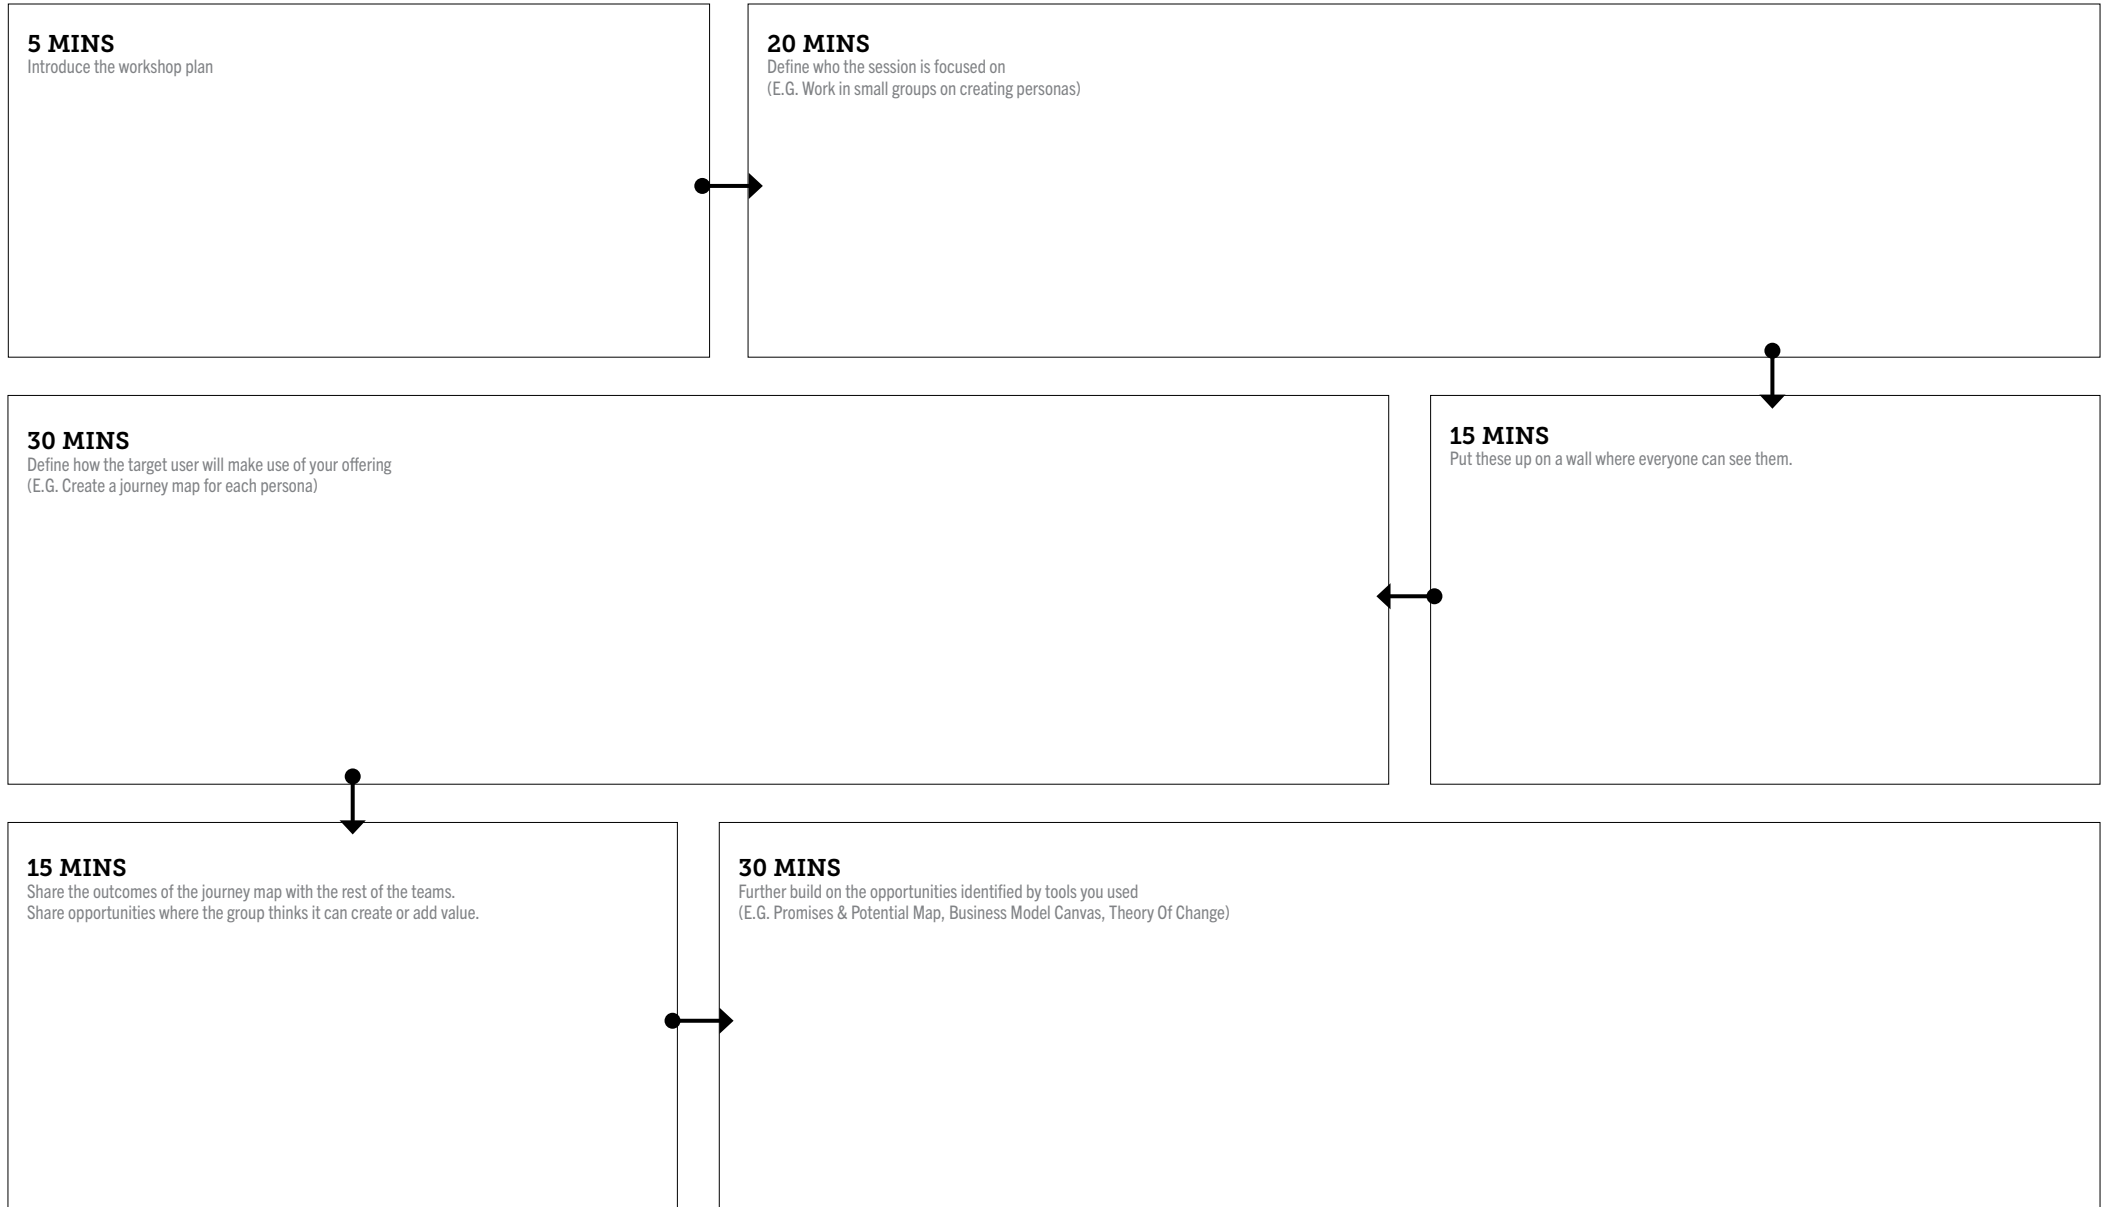 5 MINS
Introduce the workshop plan
20 MINS
Define who the session is focused on
(E.G. Work in small groups on creating personas)
15 MINS
Put these up on a wall where everyone can see them.
30 MINS
Define how the target user will make use of your offering
(E.G. Create a journey map for each persona)
15 MINS
Share the outcomes of the journey map with the rest of the teams.
Share opportunities where the group thinks it can create or add value.
30 MINS
Further build on the opportunities identified by tools you used
(E.G. Promises & Potential Map, Business Model Canvas, Theory Of Change)